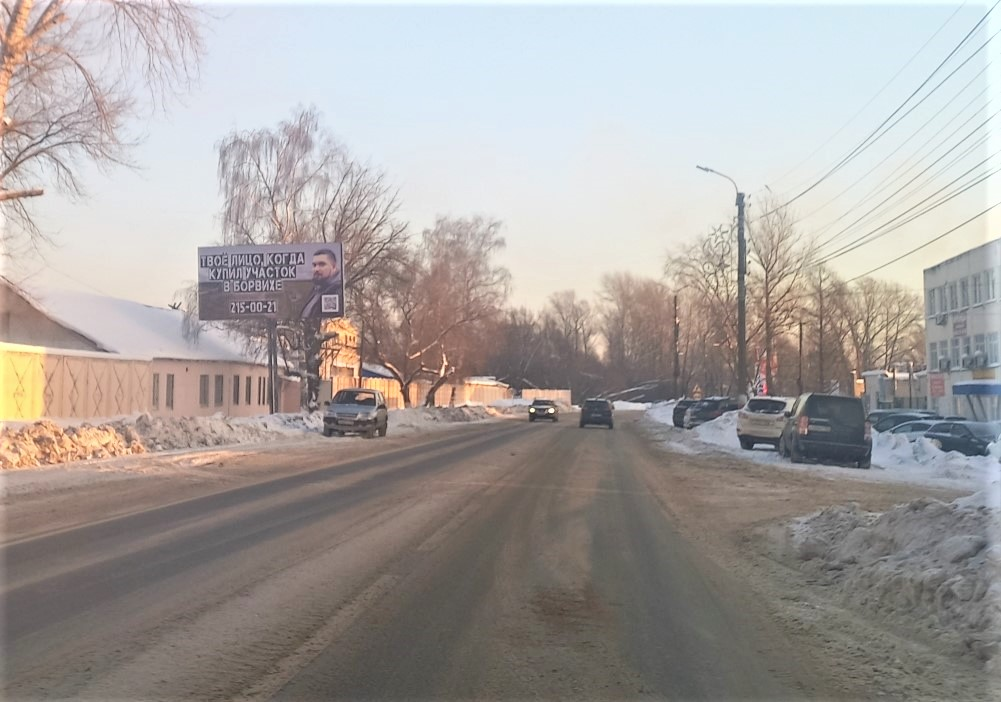 ТВОЁ ЛИЦО, КОГДА
КУПИЛ УЧАСТОК
В БОРВИХЕ
215-00-21